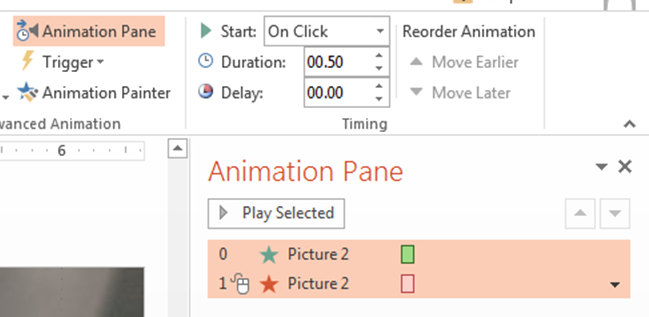 Animation Pane
Start: On Click
Reorder Animation
Trigger
Duration: 00.50
Move Earlier
Animation Painter
Delay: 00.00
Move Later
vanced Animation
Timing
6
Animation Pane
Play Selected
0 Picture 2
1 Picture 2